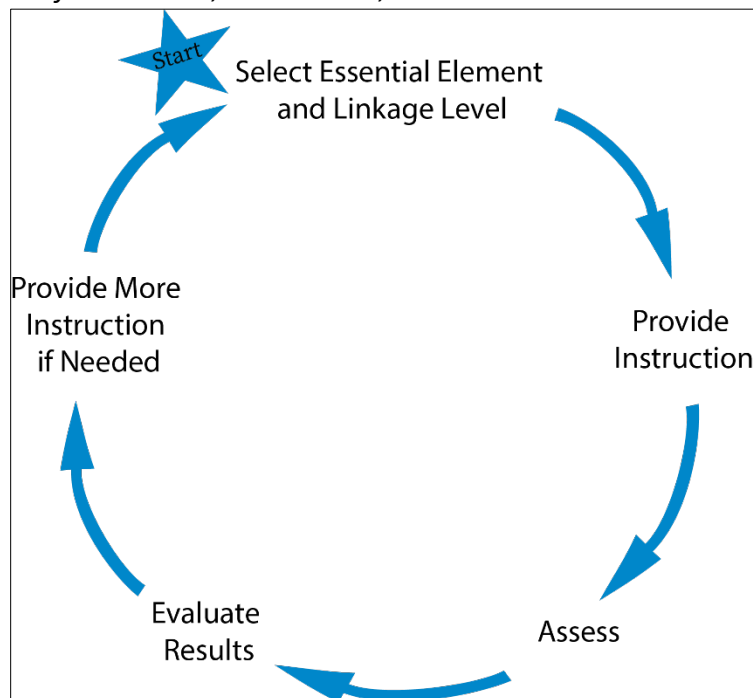 Start
Select Essential Element
and Linkage Level
Provide
Instruction
Assess
Evaluate
Results
Provide More
Instruction
if Needed